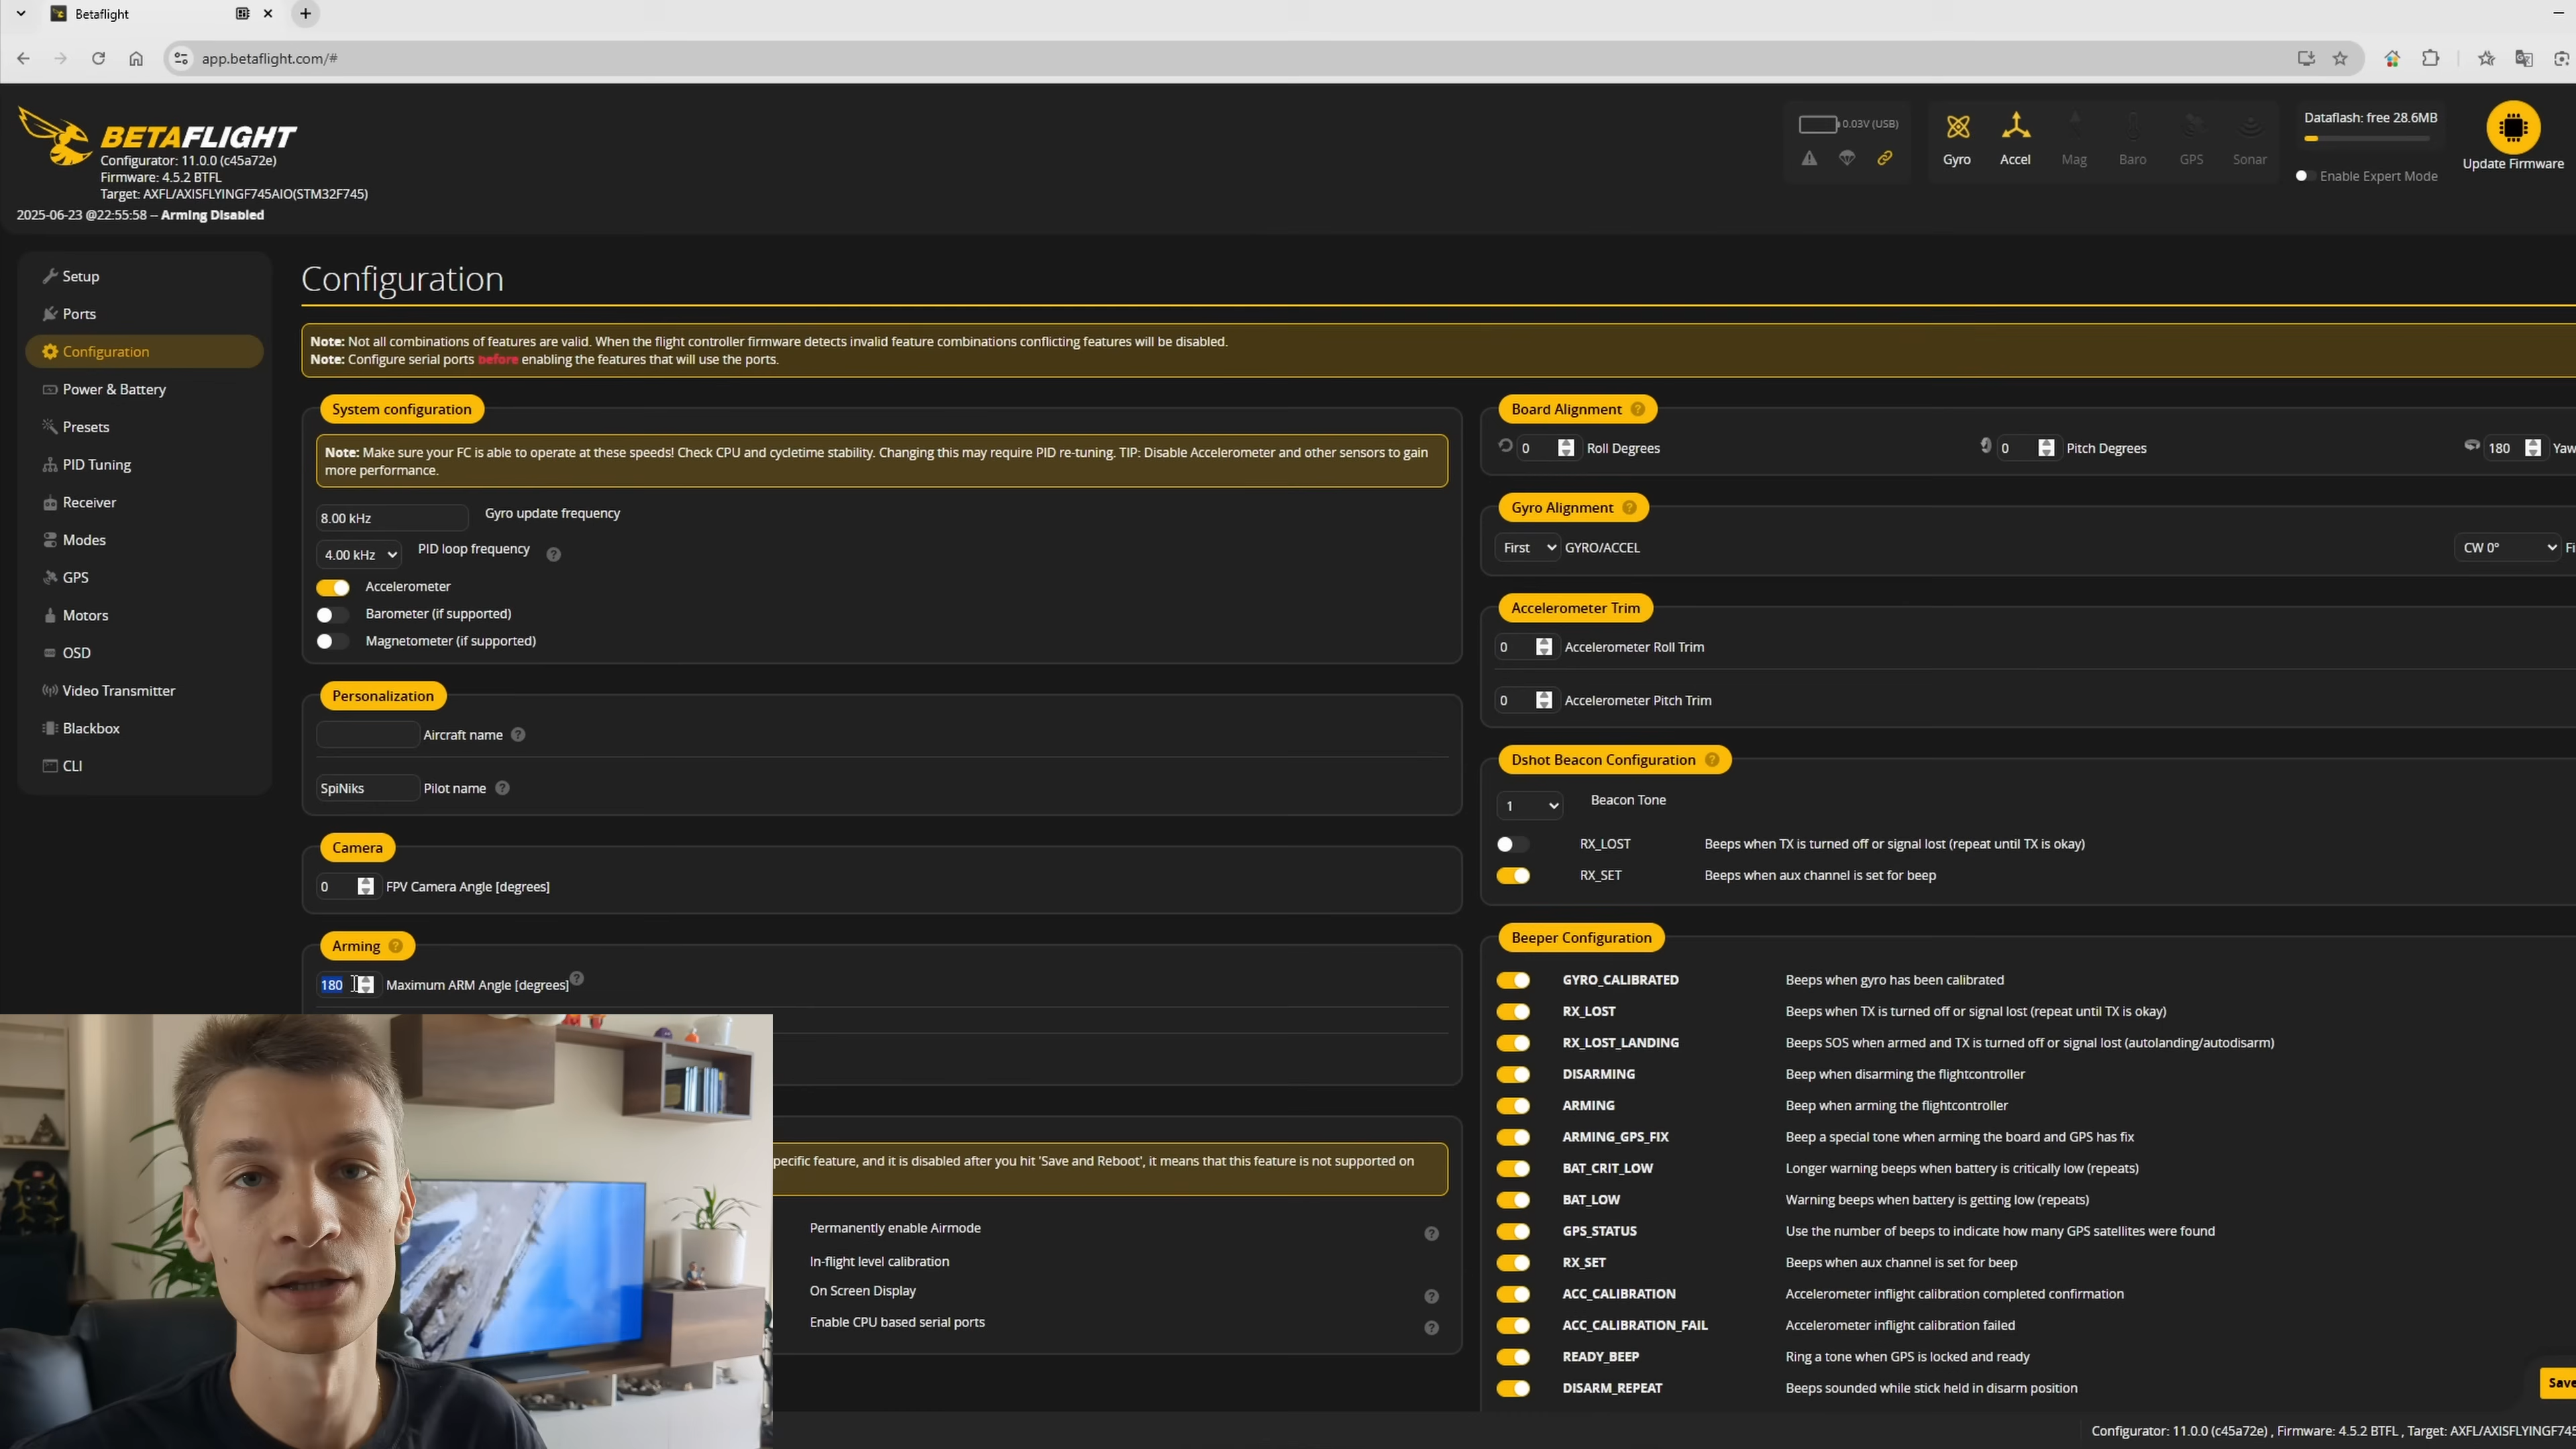 Betaflight
app.betaflight.com/#
BETAFLIGHT
Configurator: 11.0.0 (c45a72e)
Firmware: 4.5.2 BTFL
Target: AXFL/AXISFLYINGF745AIO(STM32F745)
2025-06-23 @22:55:58 -- Arming Disabled
0.03V (USB)
Gyro
Accel
Mag
Baro
GPS
Sonar
Dataflash: free 28.6MB
Enable Expert Mode
Update Firmware
Setup
Ports
Configuration
Power & Battery
Presets
PID Tuning
Receiver
Modes
GPS
Motors
OSD
Video Transmitter
Blackbox
CLI
Configuration
Note: Not all combinations of features are valid. When the flight controller firmware detects invalid feature combinations conflicting features will be disabled.
Note: Configure serial ports before enabling the features that will use the ports.
System configuration
Note: Make sure your FC is able to operate at these speeds! Check CPU and cycletime stability. Changing this may require PID re-tuning. TIP: Disable Accelerometer and other sensors to gain
more performance.
8.00 kHz Gyro update frequency
4.00 kHz PID loop frequency
Accelerometer
Barometer (if supported)
Magnetometer (if supported)
Personalization
Aircraft name
SpiNiks Pilot name
Camera
0 FPV Camera Angle [degrees]
Arming
180 Maximum ARM Angle [degrees]
pecific feature, and it is disabled after you hit 'Save and Reboot', it means that this feature is not supported on
Permanently enable Airmode
In-flight level calibration
On Screen Display
Enable CPU based serial ports
Board Alignment
0 Roll Degrees 0 Pitch Degrees 180 Yaw
Gyro Alignment
First GYRO/ACCEL CW 0° Fi
Accelerometer Trim
0 Accelerometer Roll Trim
0 Accelerometer Pitch Trim
Dshot Beacon Configuration
1 Beacon Tone
RX_LOST Beeps when TX is turned off or signal lost (repeat until TX is okay)
RX_SET Beeps when aux channel is set for beep
Beeper Configuration
GYRO_CALIBRATED Beeps when gyro has been calibrated
RX_LOST Beeps when TX is turned off or signal lost (repeat until TX is okay)
RX_LOST_LANDING Beeps SOS when armed and TX is turned off or signal lost (autolanding/autodisarm)
DISARMING Beep when disarming the flightcontroller
ARMING Beep when arming the flightcontroller
ARMING_GPS_FIX Beep a special tone when arming the board and GPS has fix
BAT_CRIT_LOW Longer warning beeps when battery is critically low (repeats)
BAT_LOW Warning beeps when battery is getting low (repeats)
GPS_STATUS Use the number of beeps to indicate how many GPS satellites were found
RX_SET Beeps when aux channel is set for beep
ACC_CALIBRATION Accelerometer inflight calibration completed confirmation
ACC_CALIBRATION_FAIL Accelerometer inflight calibration failed
READY_BEEP Ring a tone when GPS is locked and ready
DISARM_REPEAT Beeps sounded while stick held in disarm position
Save
Configurator: 11.0.0 (c45a72e) , Firmware: 4.5.2 BTFL , Target: AXFL/AXISFLYINGF745